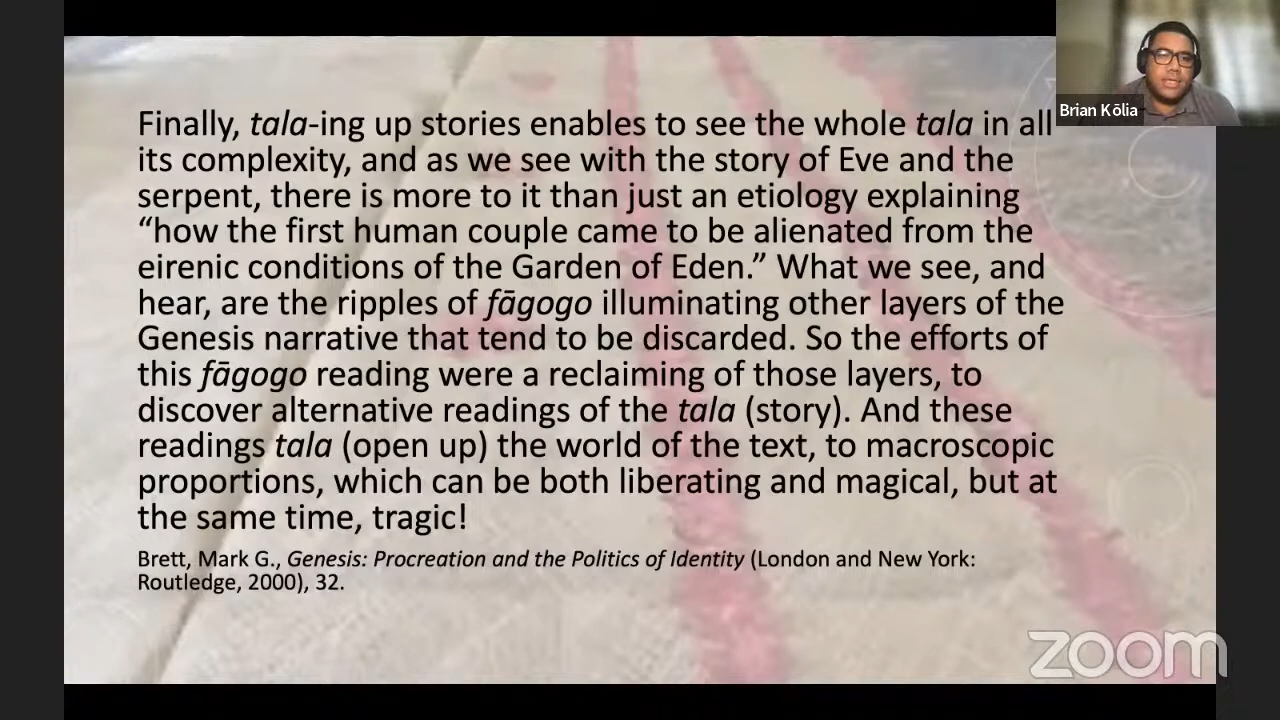 Finally, tala-ing up stories enables to see the whole tala in all
its complexity, and as we see with the story of Eve and the
serpent, there is more to it than just an etiology explaining
“how the first human couple came to be alienated from the
eirenic conditions of the Garden of Eden.” What we see, and
hear, are the ripples of fāgogo illuminating other layers of the
Genesis narrative that tend to be discarded. So the efforts of
this fāgogo reading were a reclaiming of those layers, to
discover alternative readings of the tala (story). And these
readings tala (open up) the world of the text, to macroscopic
proportions, which can be both liberating and magical, but at
the same time, tragic!
Brett, Mark G., Genesis: Procreation and the Politics of Identity (London and New York:
Routledge, 2000), 32.
Brian Kōlia
zoom